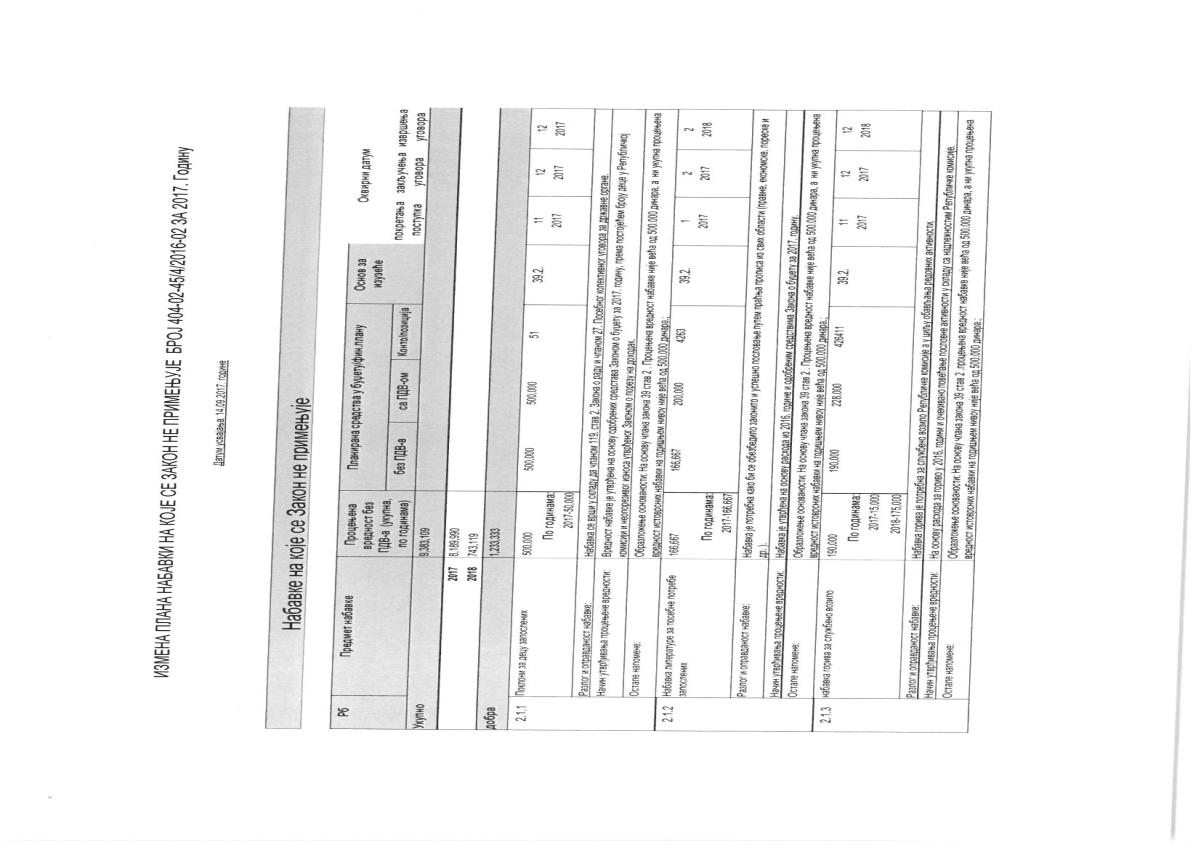 ИЗМЕНА ПЛАНА НАБАВКИ НА КОЈЕ СЕ ЗАКОН НЕ ПРИМЕЊУЈЕ БРОЈ 404-02-45/4/2016-02 ЗА 2017. ГОДИНУ
Датум усвајања: 14.09.2017. године
Набавке на које се Закон не примењује
Рб
Предмет набавке
Процењена
вредност без
ПДВ-а (укупна,
по годинама)
Планирана средства у буџету/фин.плану
без ПДВ-а
са ПДВ-ом
Конто/позиција
Основ за
изузеће
Оквирни датум
покретања закључења извршења
поступка уговора уговора
Укупно 9,383,109
2017 8,189,990
2018 743,119
добра 1,233,333
2.1.1 Поклони за децу запослених 500,000 500,000 500,000 51 39.2. 11 12 12
2017 2017 2017
По годинама:
2017-50,000
Разлог и оправданост набавке: Набавка се врши у складу да чланом 119. став 2. Закона о раду и чланом 27. Посебног колективног уговора за државне органе.
Начин утврђивања процењене вредности: Вредност набавке је утврђена на основу одобрених средстава Законом о буџету за 2017. годину, према постојећем броју деце у Републичкој
комисији и неопорезивог износа утврђеног Законом о порезу на доходак.
Остале напомене: Образложење основаности: На основу члана закона 39 став 2 . Процењена вредност набавке није већа од 500.000 динара, а ни укупна процењена
вредност истоврсних набавки на годишњем нивоу није већа од 500.000 динара.;
2.1.2 Набавка литературе за посебне потребе 166,667 166,667 200,000 4263 39.2. 1 2 2
запослених 2017 2017 2018
По годинама:
2017-166,667
Разлог и оправданост набавке: Набавка је потребна како би се обезбедило законито и успешно пословање путем праћња прописа из свих области (правне, економске, пореске и
др. ).
Начин утврђивања процењене вредности: Набавка је утврђена на основу расхода из 2016. године и одобреним средствима Закона о буџету за 2017. годину.
Остале напомене: Образложење основаности: На основу члана закона 39 став 2 . Процењена вредност набавке није већа од 500.000 динара, а ни укупна процењена
вредност истоврсних набавки на годишњем нивоу није већа од 500.000 динара.;
2.1.3 набавка горива за службено возило 190,000 190,000 228,000 426411 39.2. 11 12 12
2017 2017 2018
По годинама:
2017-15,000
2018-175,000
Разлог и оправданост набавке: Набавка горива је потребна за службено возило Републичке комисије а у циљу обављања редовних активности.
Начин утврђивања процењене вредности: На основу расхода за гориво у 2016. години и очекивано повећање пословне активности у складу са надлежностим Републичке комисије.
Остале напомене: Образложење основаности: На основу члана закона 39 став 2 .процењена вредност набавке није већа од 500.000 динара, а ни укупна процењена
вредност истоврсних набавки на годишњем нивоу није већа од 500.000 динара.;